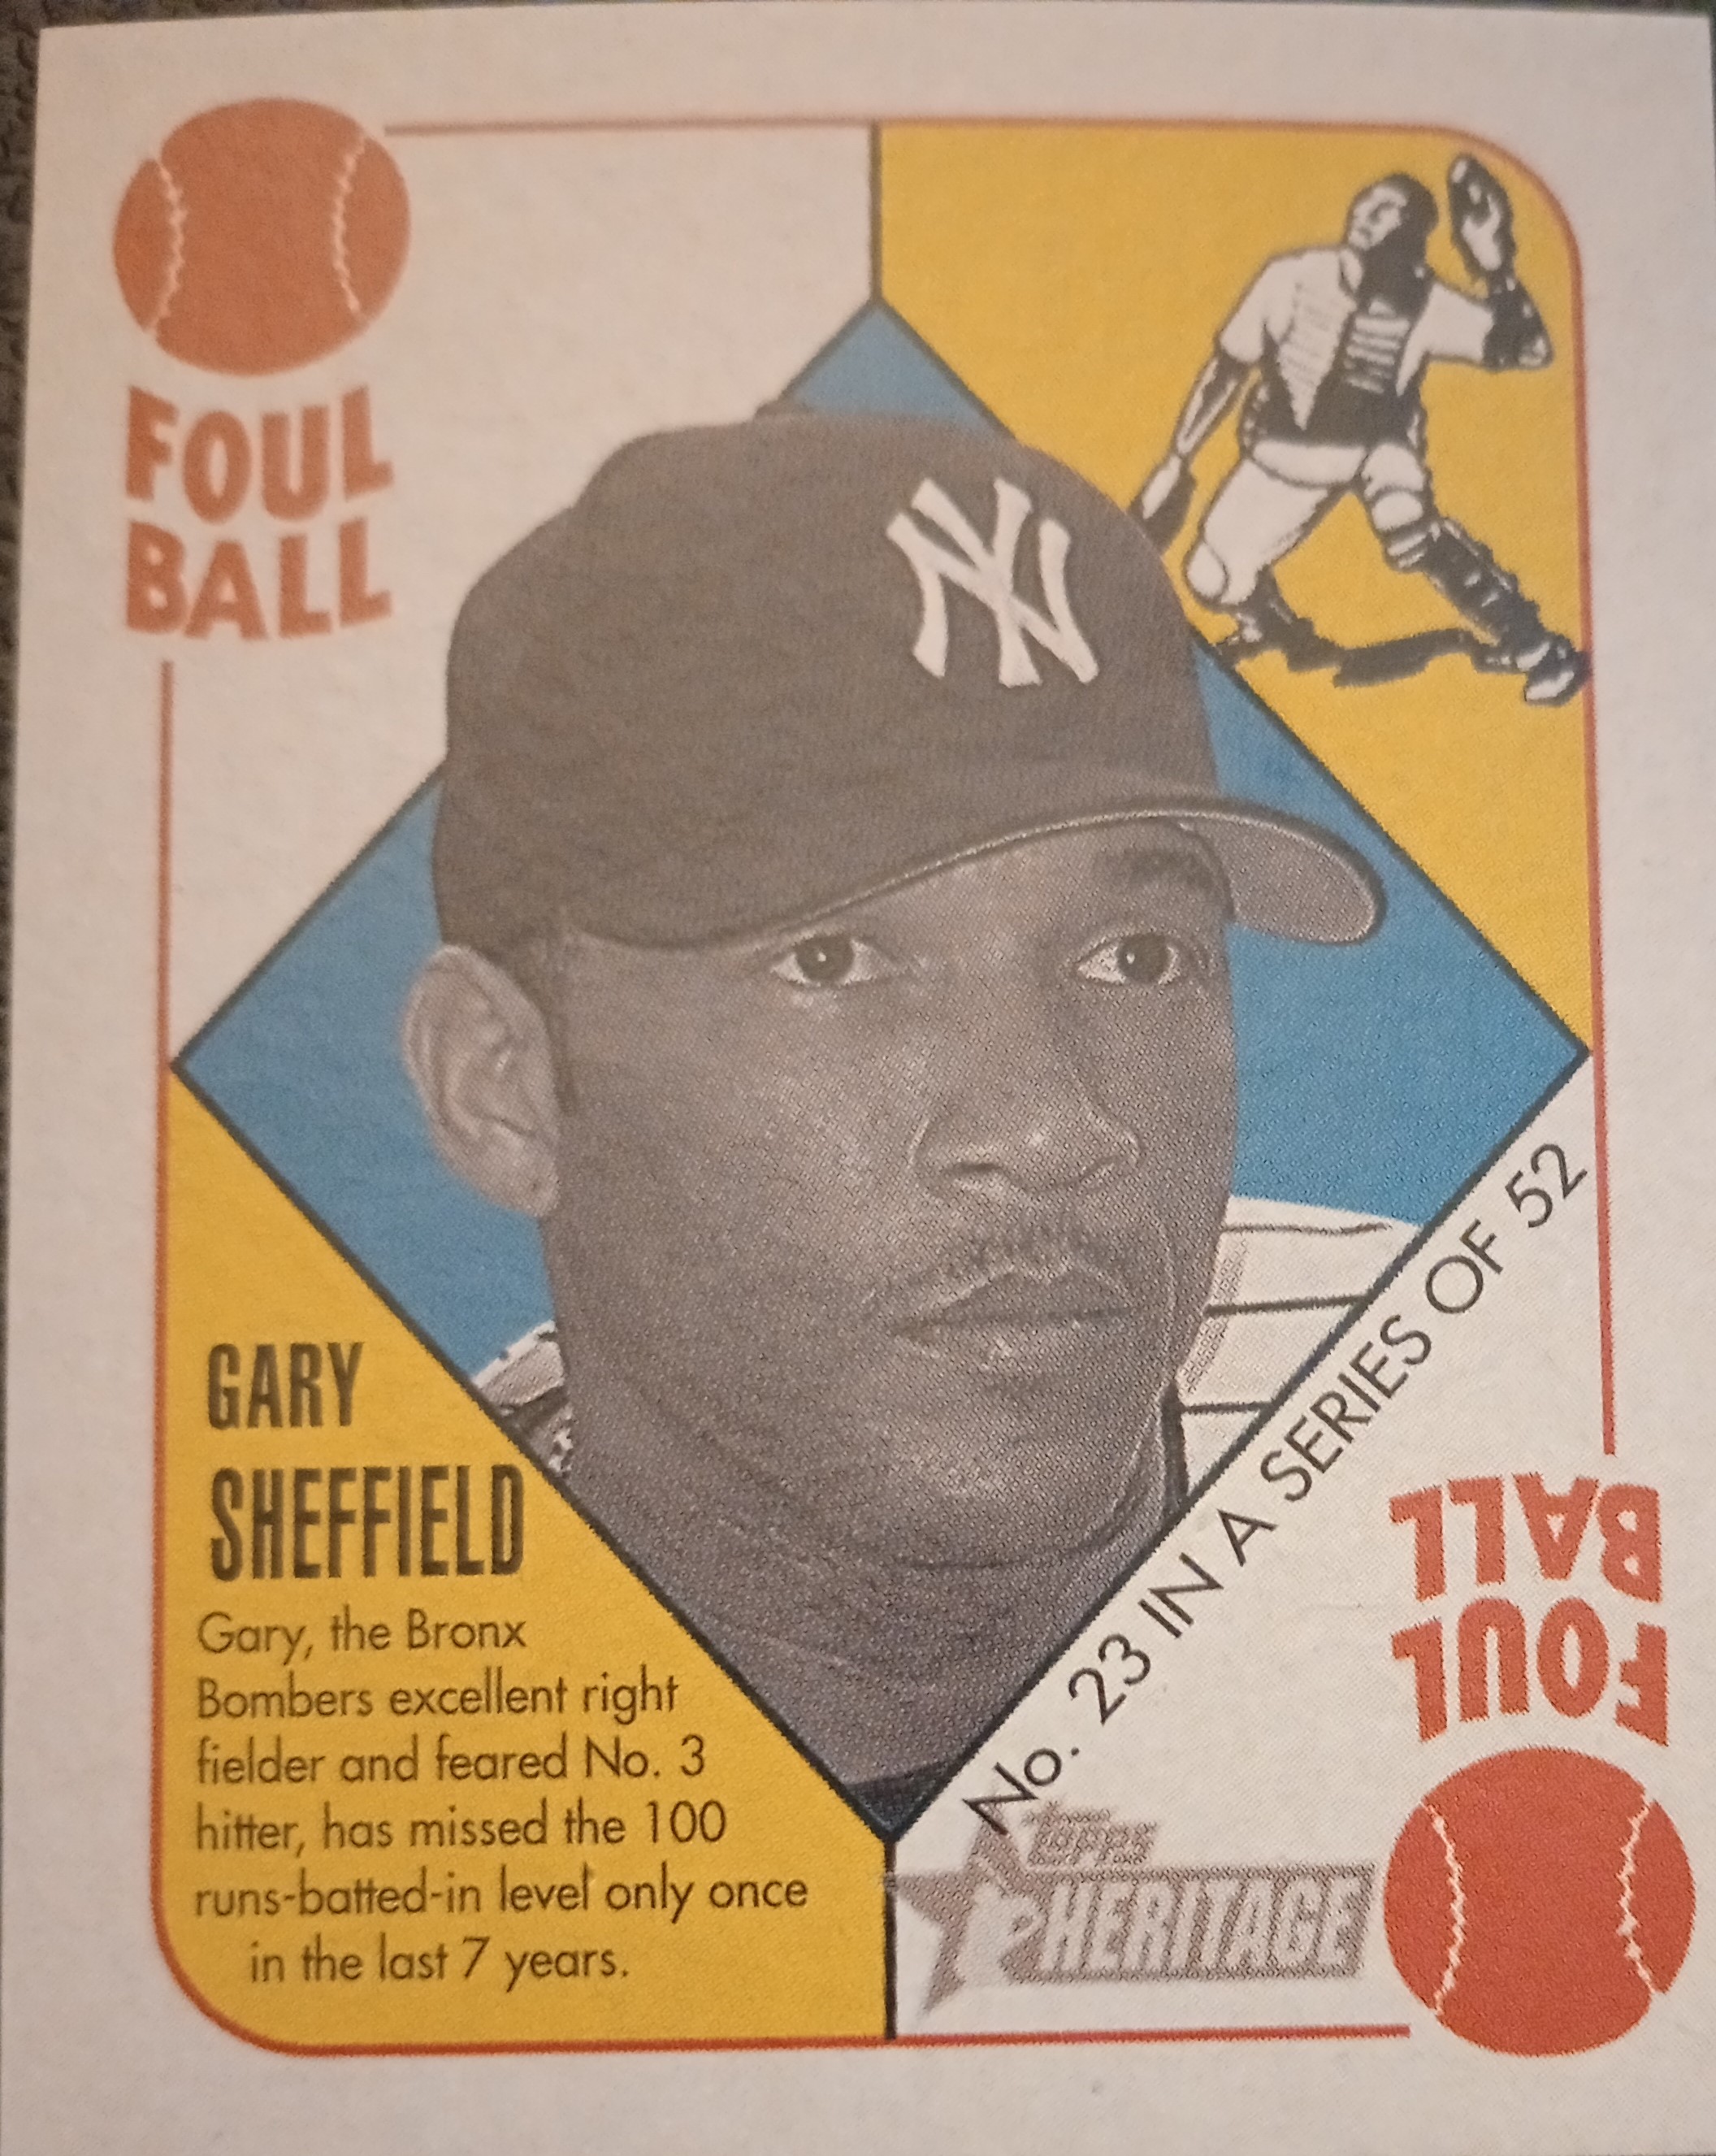 FOUL
BALL
NY
GARY
SHEFFIELD
Gary, the Bronx
Bombers excellent right
fielder and feared No. 3
hitter, has missed the 100
runs-batted-in level only once
in the last 7 years.
No. 23 IN A SERIES OF 52
TOPPS
HERITAGE
FOUL
BALL